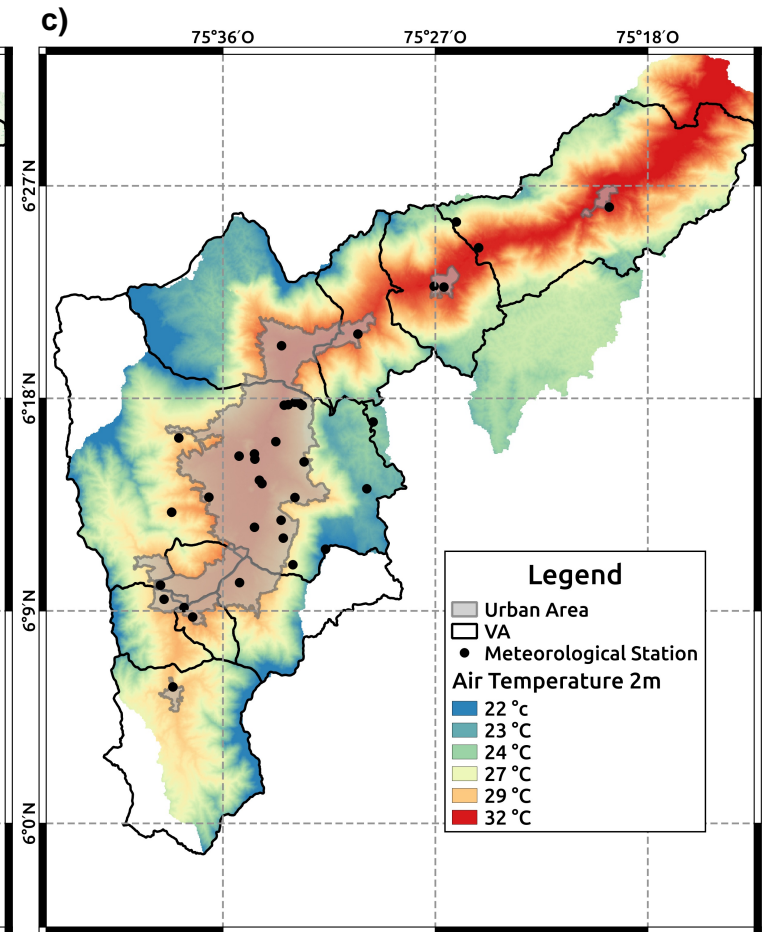 c)
75°36´O 75°27´O 75°18´O
6°27´N
6°18´N
6°9´N
6°0´N
Legend
Urban Area
VA
Meteorological Station
Air Temperature 2m
22 °c
23 °C
24 °C
27 °C
29 °C
32 °C